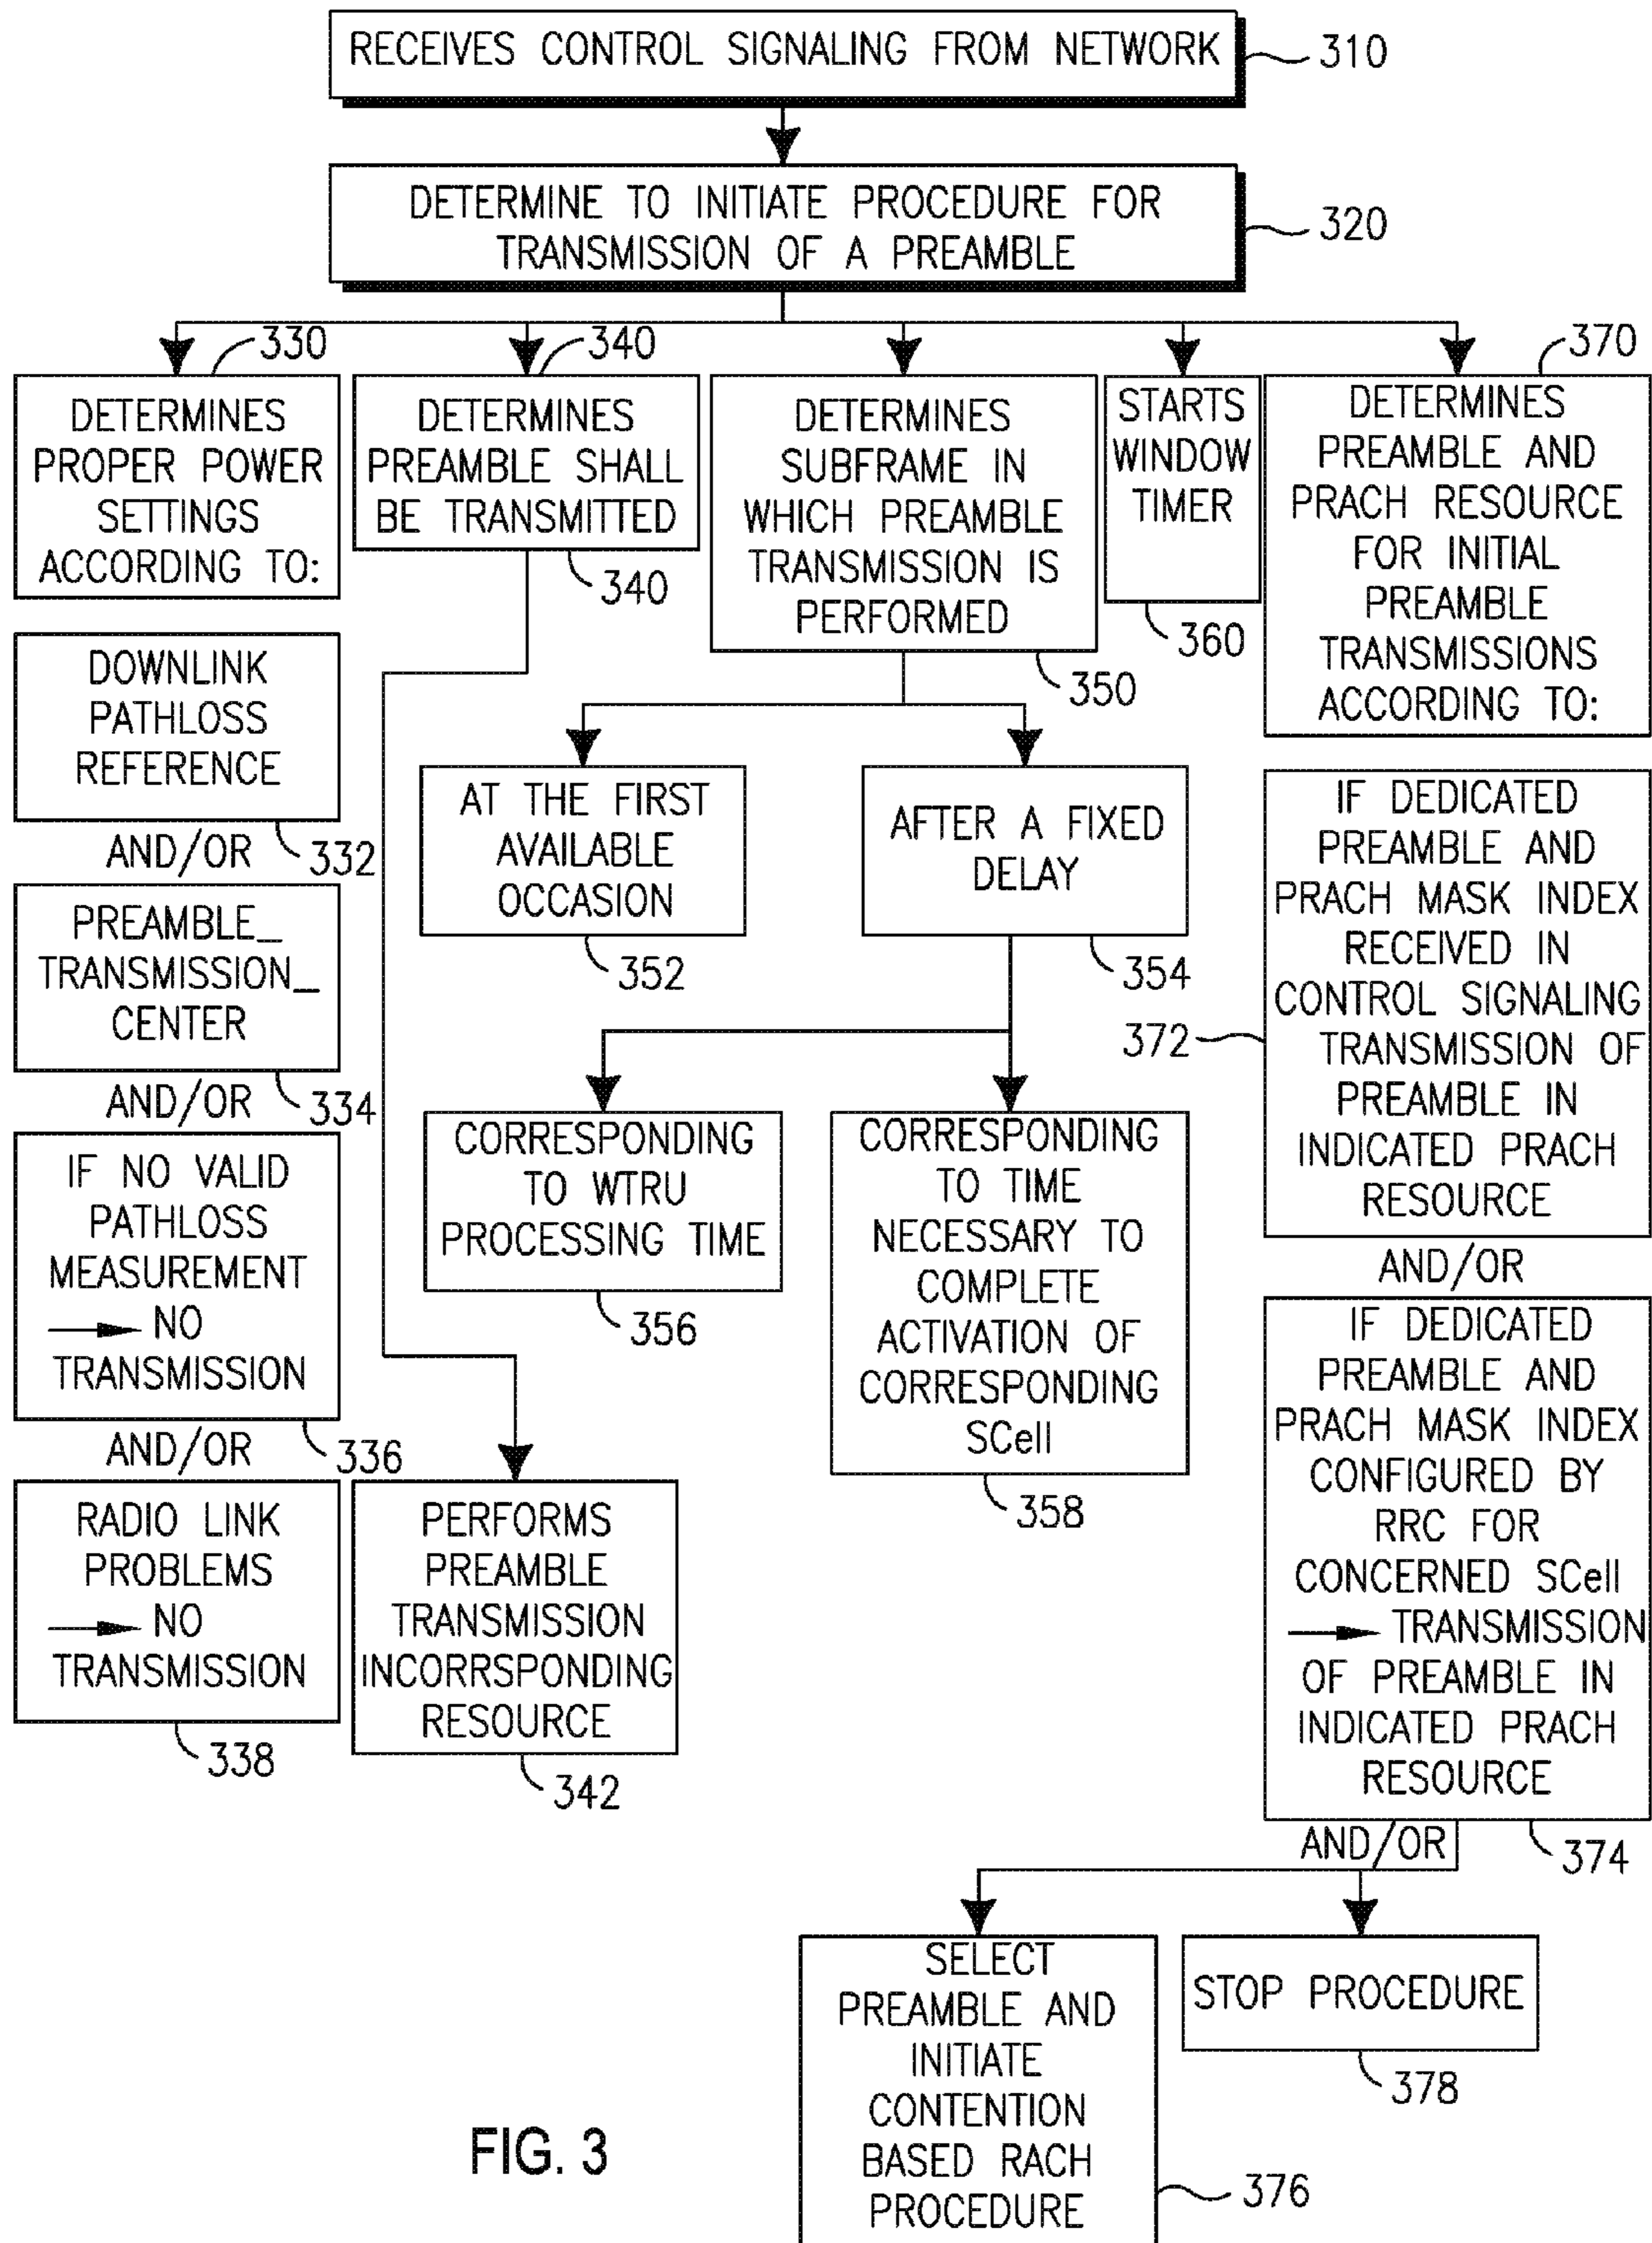 RECEIVES CONTROL SIGNALING FROM NETWORK
310
DETERMINE TO INITIATE PROCEDURE FOR
TRANSMISSION OF A PREAMBLE
320
330
DETERMINES
PROPER POWER
SETTINGS
ACCORDING TO:
DOWNLINK
PATHLOSS
REFERENCE
AND/OR
332
PREAMBLE_
TRANSMISSION_
CENTER
AND/OR
334
IF NO VALID
PATHLOSS
MEASUREMENT
NO
TRANSMISSION
AND/OR
336
RADIO LINK
PROBLEMS
NO
TRANSMISSION
338
340
DETERMINES
PREAMBLE SHALL
BE TRANSMITTED
340
PERFORMS
PREAMBLE
TRANSMISSION
INCORRSPONDING
RESOURCE
342
DETERMINES
SUBFRAME IN
WHICH PREAMBLE
TRANSMISSION IS
PERFORMED
350
AT THE FIRST
AVAILABLE
OCCASION
352
AFTER A FIXED
DELAY
354
CORRESPONDING
TO WTRU
PROCESSING TIME
356
CORRESPONDING
TO TIME
NECESSARY TO
COMPLETE
ACTIVATION OF
CORRESPONDING
SCell
358
STARTS
WINDOW
TIMER
360
370
DETERMINES
PREAMBLE AND
PRACH RESOURCE
FOR INITIAL
PREAMBLE
TRANSMISSIONS
ACCORDING TO:
IF DEDICATED
PREAMBLE AND
PRACH MASK INDEX
RECEIVED IN
CONTROL SIGNALING
TRANSMISSION OF
PREAMBLE IN
INDICATED PRACH
RESOURCE
372
AND/OR
IF DEDICATED
PREAMBLE AND
PRACH MASK INDEX
CONFIGURED BY
RRC FOR
CONCERNED SCell
TRANSMISSION
OF PREAMBLE IN
INDICATED PRACH
RESOURCE
374
AND/OR
SELECT
PREAMBLE AND
INITIATE
CONTENTION
BASED RACH
PROCEDURE
376
STOP PROCEDURE
378
FIG. 3